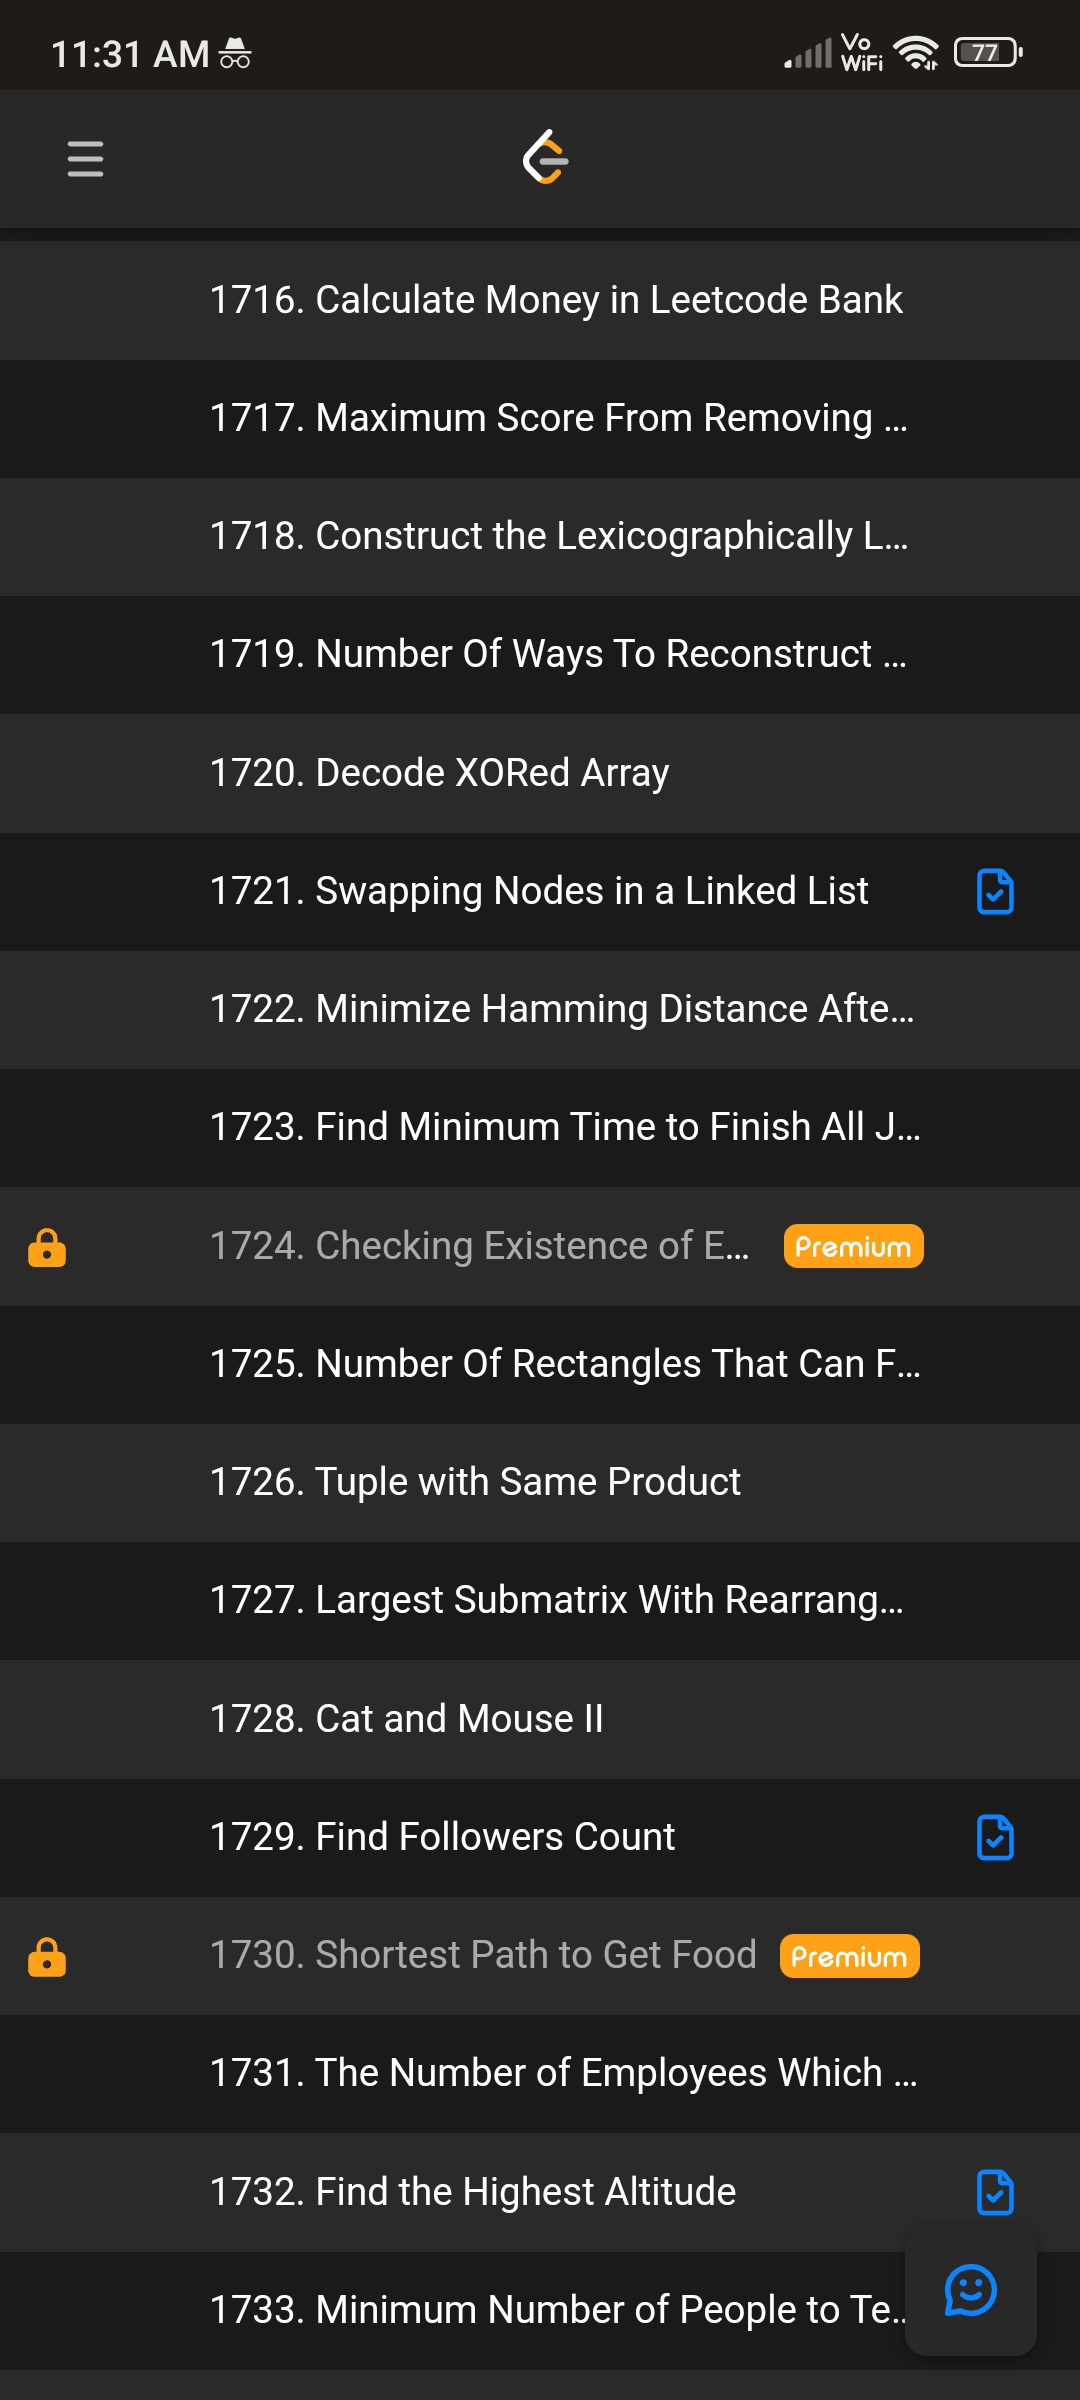 11:31 AM
Vo
WiFi
77
1716. Calculate Money in Leetcode Bank
1717. Maximum Score From Removing ...
1718. Construct the Lexicographically L...
1719. Number Of Ways To Reconstruct ...
1720. Decode XORed Array
1721. Swapping Nodes in a Linked List
1722. Minimize Hamming Distance Afte...
1723. Find Minimum Time to Finish All J...
1724. Checking Existence of E... Premium
1725. Number Of Rectangles That Can F...
1726. Tuple with Same Product
1727. Largest Submatrix With Rearrang...
1728. Cat and Mouse II
1729. Find Followers Count
1730. Shortest Path to Get Food Premium
1731. The Number of Employees Which ...
1732. Find the Highest Altitude
1733. Minimum Number of People to Te...